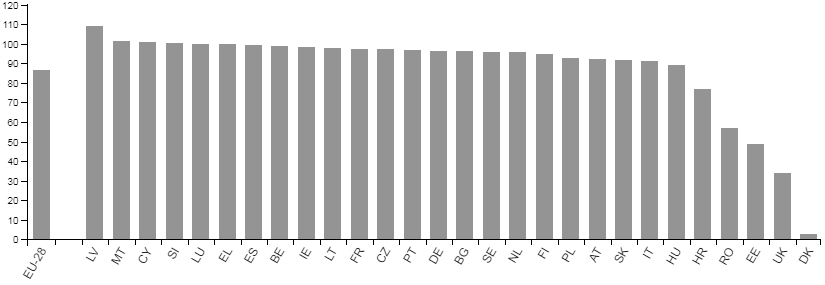 120
110
100
90
80
70
60
50
40
30
20
10
0
EU-28
LV
MT
CY
SI
LU
EL
ES
BE
IE
LT
FR
CZ
PT
DE
BG
SE
NL
FI
PL
AT
SK
IT
HU
HR
RO
EE
UK
DK